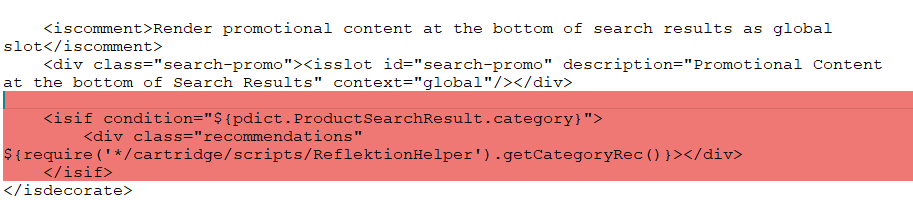 <iscomment>Render promotional content at the bottom of search results as global
slot</iscomment>
<div class="search-promo"><isslot id="search-promo" description="Promotional Content
at the bottom of Search Results" context="global"/></div>
<isif condition="${pdict.ProductSearchResult.category}">
<div class="recommendations"
${require('*/cartridge/scripts/ReflektionHelper').getCategoryRec()}></div>
</isif>
</isdecorate>